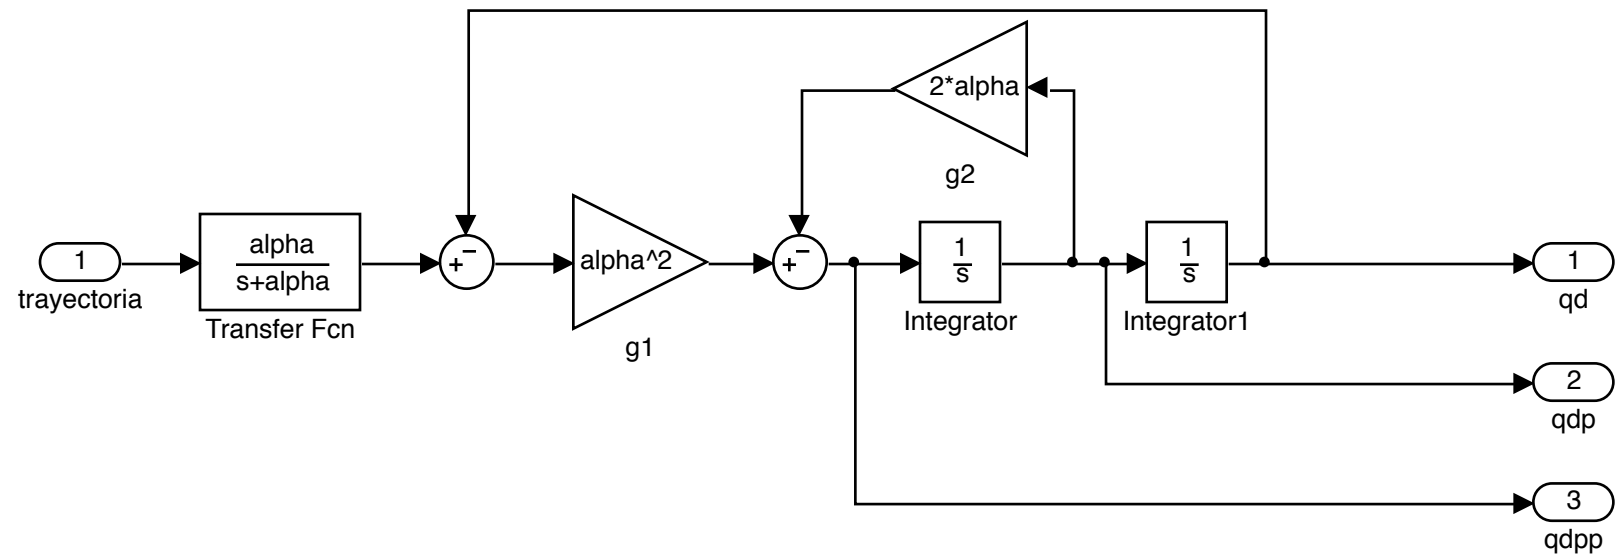 2*alpha
g2
1
trayectoria
alpha
s+alpha
Transfer Fcn
+
−
alpha^2
g1
+
−
1
s
Integrator
1
s
Integrator1
1
qd
2
qdp
3
qdpp